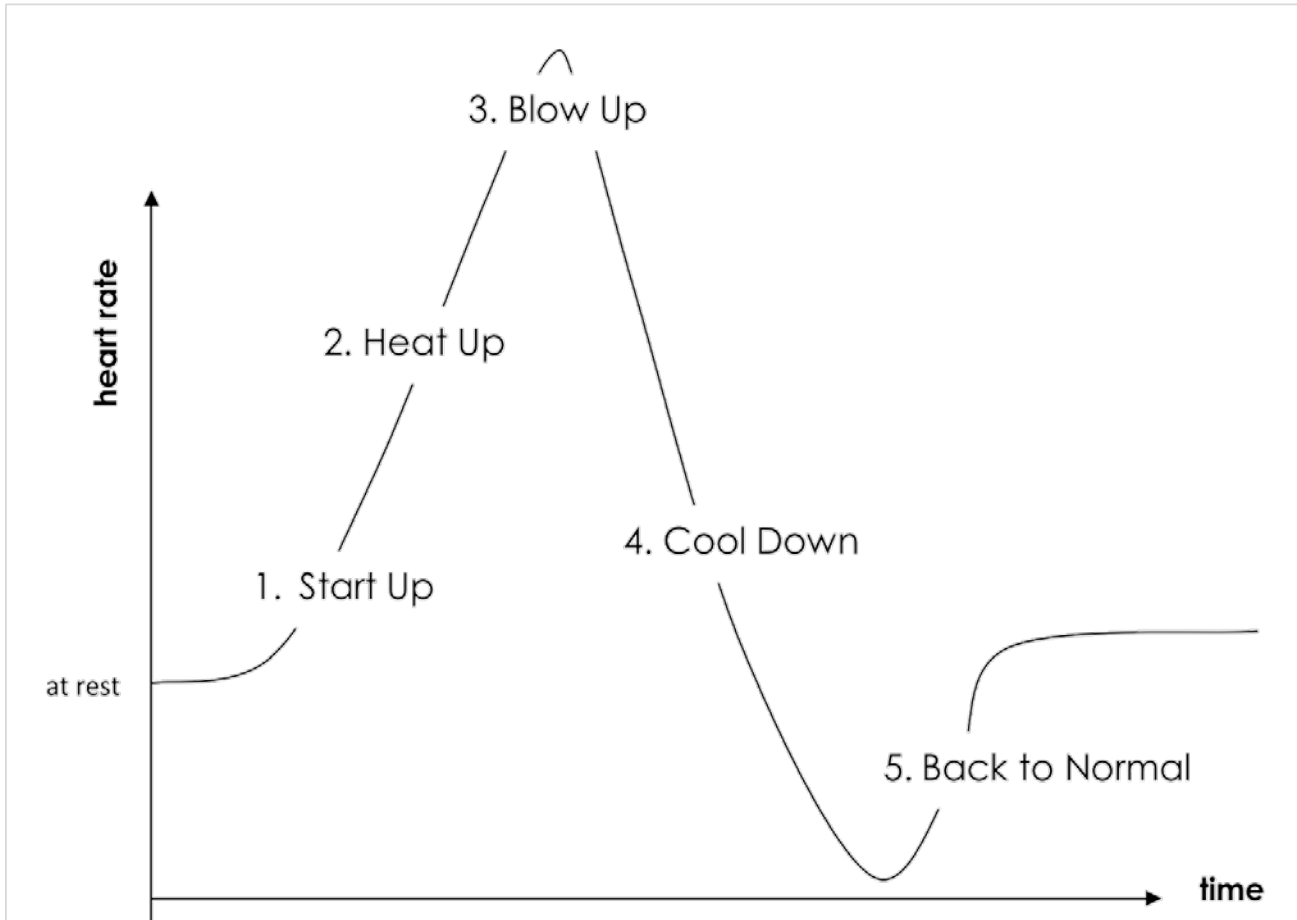 3. Blow Up
heart rate
2. Heat Up
4. Cool Down
1. Start Up
at rest
5. Back to Normal
time